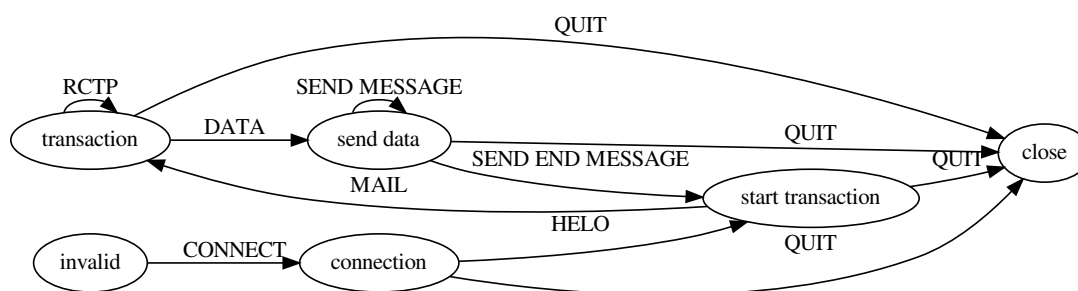 QUIT
RCTP
SEND MESSAGE
transaction
DATA
send data
QUIT
close
SEND END MESSAGE
QUIT
MAIL
start transaction
HELO
QUIT
invalid
CONNECT
connection